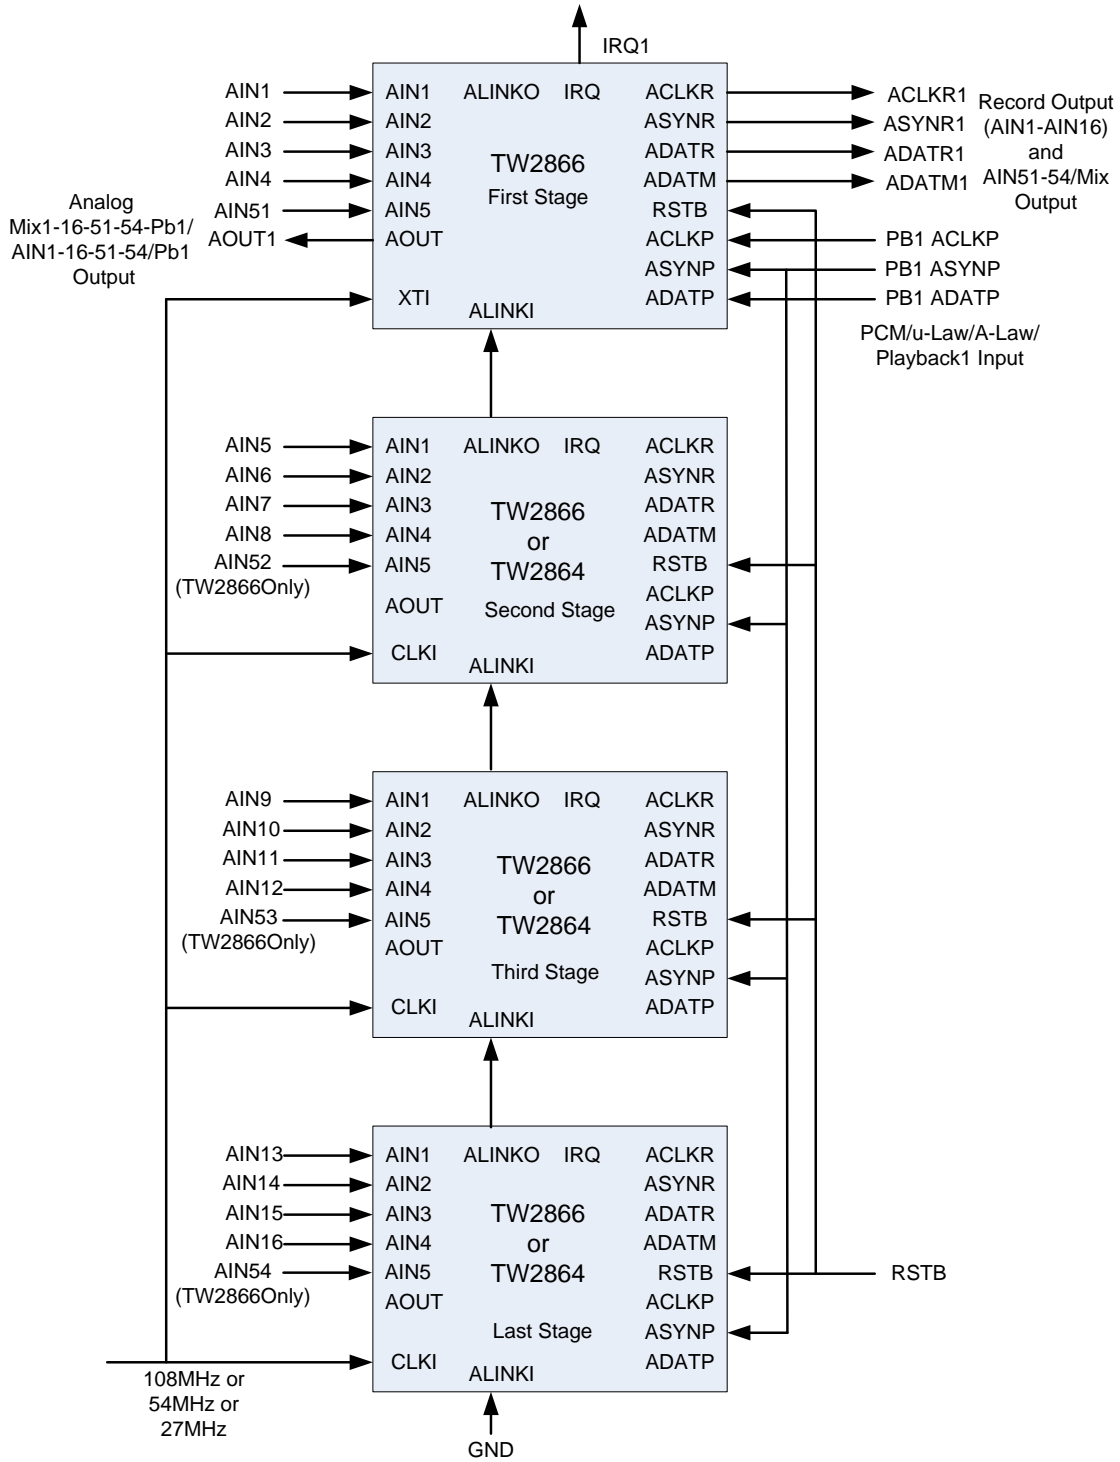 IRQ1
AIN1
AIN2
AIN3
AIN4
AIN51
AOUT1
Analog
Mix1-16-51-54-Pb1/
AIN1-16-51-54/Pb1
Output
AIN1 ALINKO IRQ ACLKR
AIN2 ASYNR
AIN3 ADATR
TW2866
AIN4 ADATM
First Stage
AIN5 RSTB
AOUT ACLKP
ASYNP
XTI ADATP
ALINKI
ACLKR1
ASYNR1
ADATR1
ADATM1
Record Output
(AIN1-AIN16)
and
AIN51-54/Mix
Output
PB1 ACLKP
PB1 ASYNP
PB1 ADATP
PCM/u-Law/A-Law/
Playback1 Input
AIN5
AIN6
AIN7
AIN8
AIN52
(TW2866Only)
AIN1 ALINKO IRQ ACLKR
AIN2 ASYNR
AIN3 ADATR
TW2866
or
AIN4 ADATM
TW2864
AIN5 RSTB
ACLKP
AOUT Second Stage
ASYNP
CLKI ADATP
ALINKI
AIN9
AIN10
AIN11
AIN12
AIN53
(TW2866Only)
AIN1 ALINKO IRQ ACLKR
AIN2 ASYNR
AIN3 ADATR
TW2866
or
AIN4 ADATM
TW2864
AIN5 RSTB
AOUT ACLKP
Third Stage
ASYNP
CLKI ADATP
ALINKI
AIN13
AIN14
AIN15
AIN16
AIN54
(TW2866Only)
AIN1 ALINKO IRQ ACLKR
AIN2 ASYNR
AIN3 TW2866 ADATR
AIN4 or ADATM
AIN5 TW2864 RSTB
AOUT ACLKP
Last Stage ASYNP
CLKI ADATP
ALINKI
RSTB
108MHz or
54MHz or
27MHz
GND